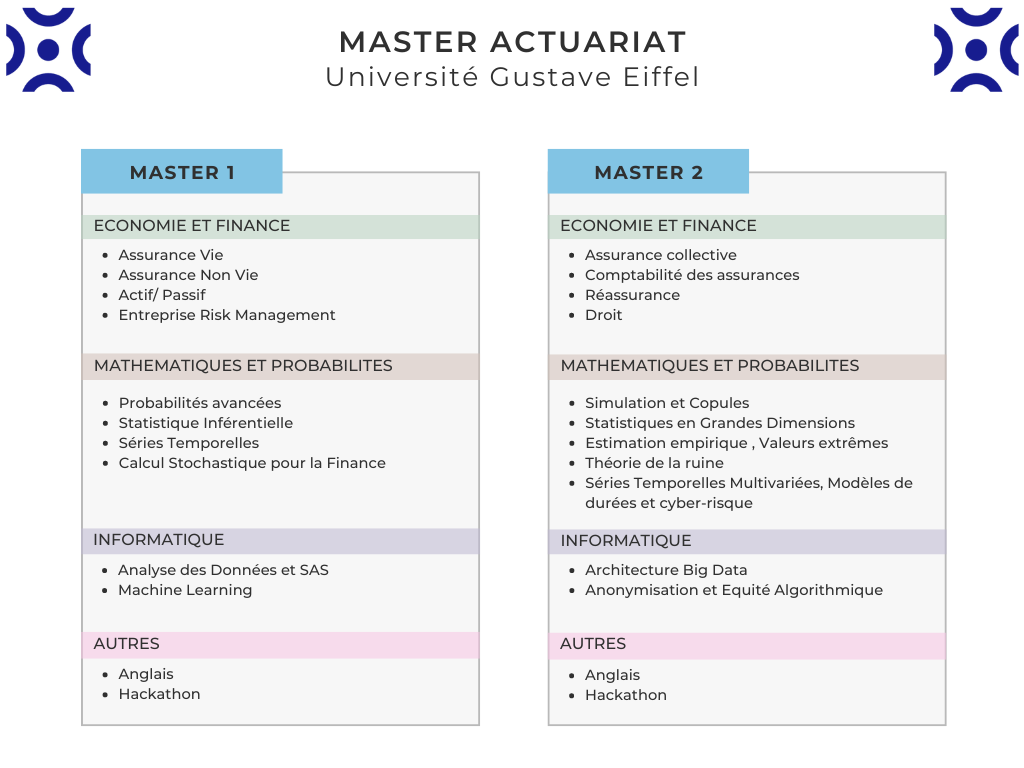 MASTER ACTUARIAT
Université Gustave Eiffel
MASTER 1
ECONOMIE ET FINANCE
• Assurance Vie
• Assurance Non Vie
• Actif/ Passif
• Entreprise Risk Management
MATHEMATIQUES ET PROBABILITES
• Probabilités avancées
• Statistique Inférentielle
• Séries Temporelles
• Calcul Stochastique pour la Finance
INFORMATIQUE
• Analyse des Données et SAS
• Machine Learning
AUTRES
• Anglais
• Hackathon
MASTER 2
ECONOMIE ET FINANCE
• Assurance collective
• Comptabilité des assurances
• Réassurance
• Droit
MATHEMATIQUES ET PROBABILITES
• Simulation et Copules
• Statistiques en Grandes Dimensions
• Estimation empirique , Valeurs extrêmes
• Théorie de la ruine
• Séries Temporelles Multivariées, Modèles de
durées et cyber-risque
INFORMATIQUE
• Architecture Big Data
• Anonymisation et Equité Algorithmique
AUTRES
• Anglais
• Hackathon